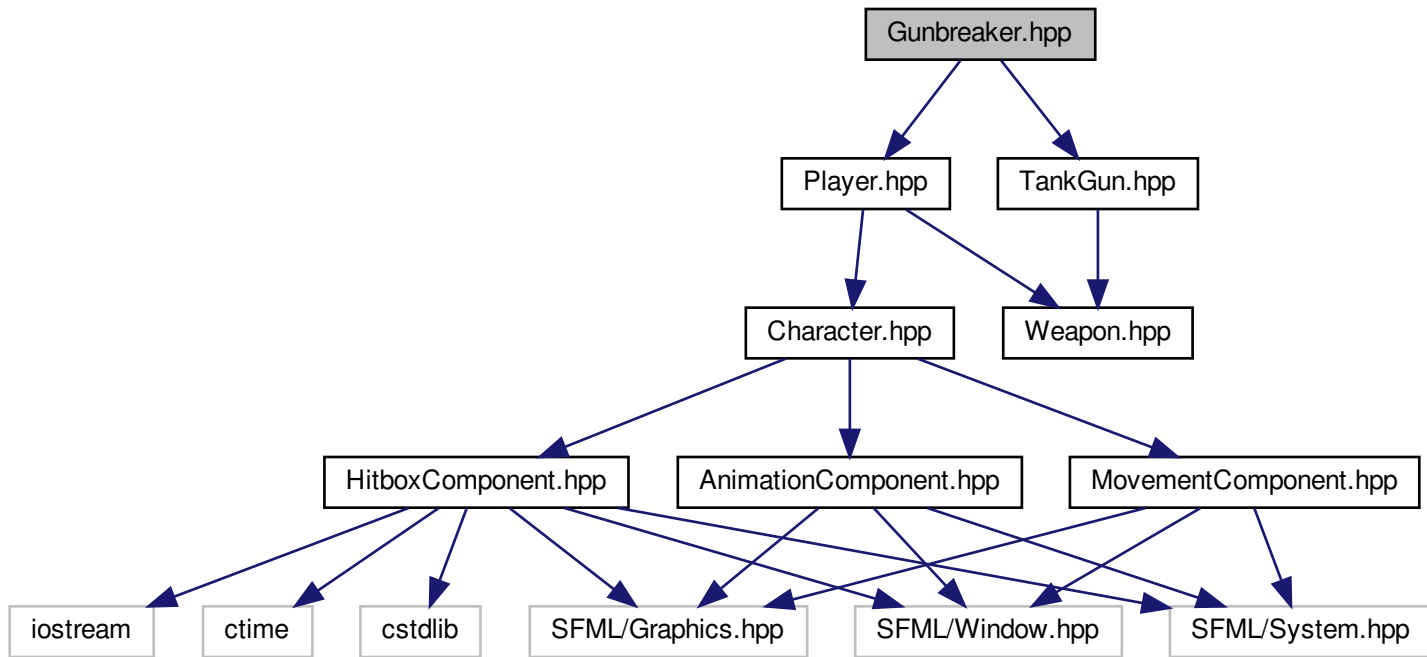 Gunbreaker.hpp
Player.hpp
TankGun.hpp
Character.hpp
Weapon.hpp
HitboxComponent.hpp
AnimationComponent.hpp
MovementComponent.hpp
iostream
ctime
cstdlib
SFML/Graphics.hpp
SFML/Window.hpp
SFML/System.hpp